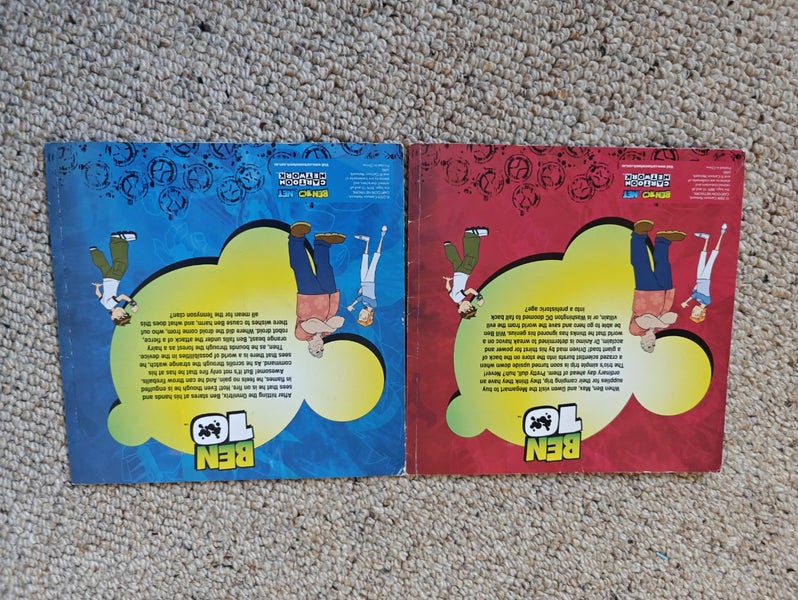 BEN
10
When, Ben, Max, and Gwen visit the Megamart to buy
supplies for their camping trip, they think they have an
ordinary day ahead of them. Pretty dull, huh? Never!
The trio's simple trip is soon turned upside down when
a crazed scientist bursts into the store on the back of
a giant toad! Driven mad by his thirst for power and
acclaim, Dr Animo is determined to wreak havoc on a
world that he thinks has ignored his genius. Will Ben
be able to go hero and save the world from the evil
villain, or is Washington DC doomed to fall back
into a prehistoric age?
BEN10.NET
CARTOON
NETWORK
BEN
10
After hitting the Omnitrix, Ben stares at his hands and
sees that he is on fire. Yet! Even though he is engulfed
in flames, he feels no pain. And he can throw fireballs.
Awesome! But it's not only fire that he has at his
command. As he scrolls through the strange watch, he
sees that there is a world of possibilities in the device.
Then, as he bounds through the forest as a hairy
orange beast, Ben falls under the attack of a fierce,
robot droid. Where did the droid come from, who out
there wishes to cause to Ben harm, and what does this
all mean for the Tennyson clan?
BEN10.NET
CARTOON
NETWORK